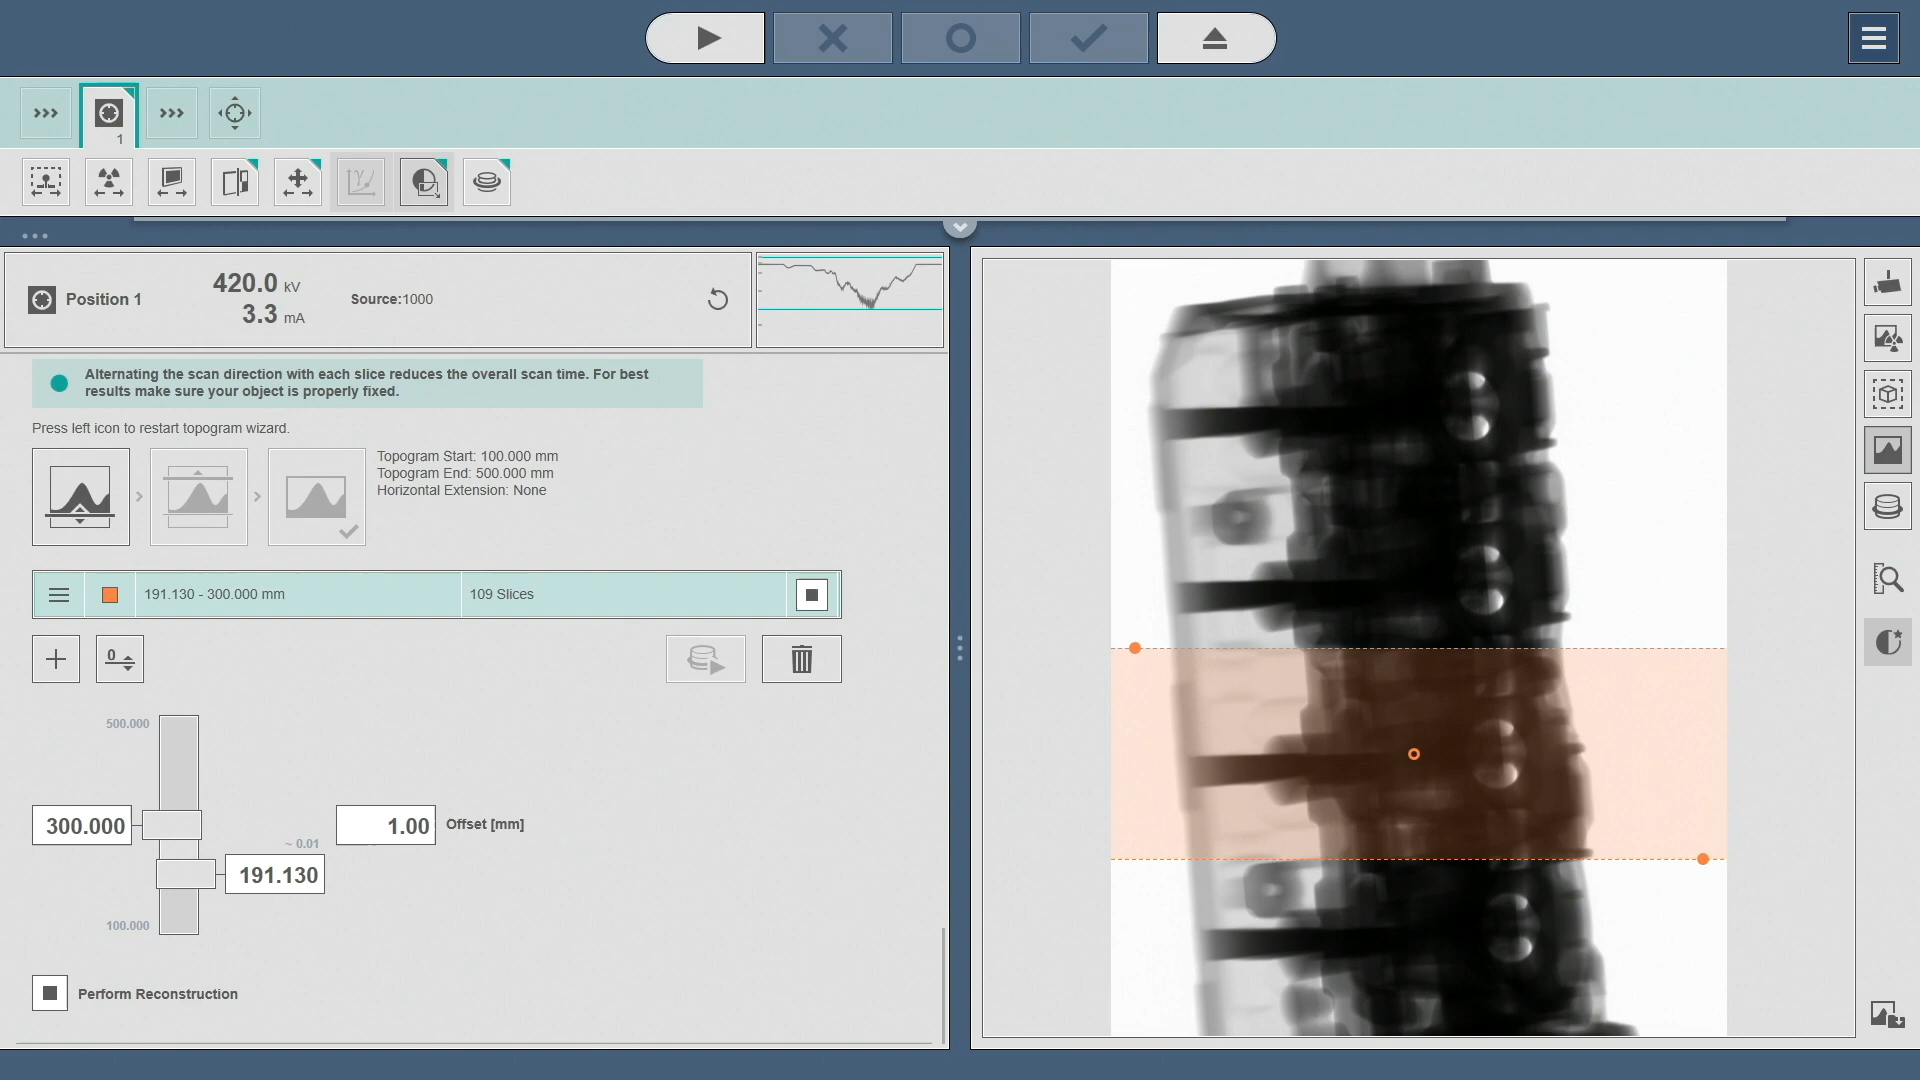 1
Position 1
420.0 kV
3.3 mA
Source:1000
Alternating the scan direction with each slice reduces the overall scan time. For best
results make sure your object is properly fixed.
Press left icon to restart topogram wizard.
Topogram Start: 100.000 mm
Topogram End: 500.000 mm
Horizontal Extension: None
191.130 - 300.000 mm
109 Slices
0
500.000
300.000
1.00
Offset [mm]
~ 0.01
191.130
100.000
Perform Reconstruction